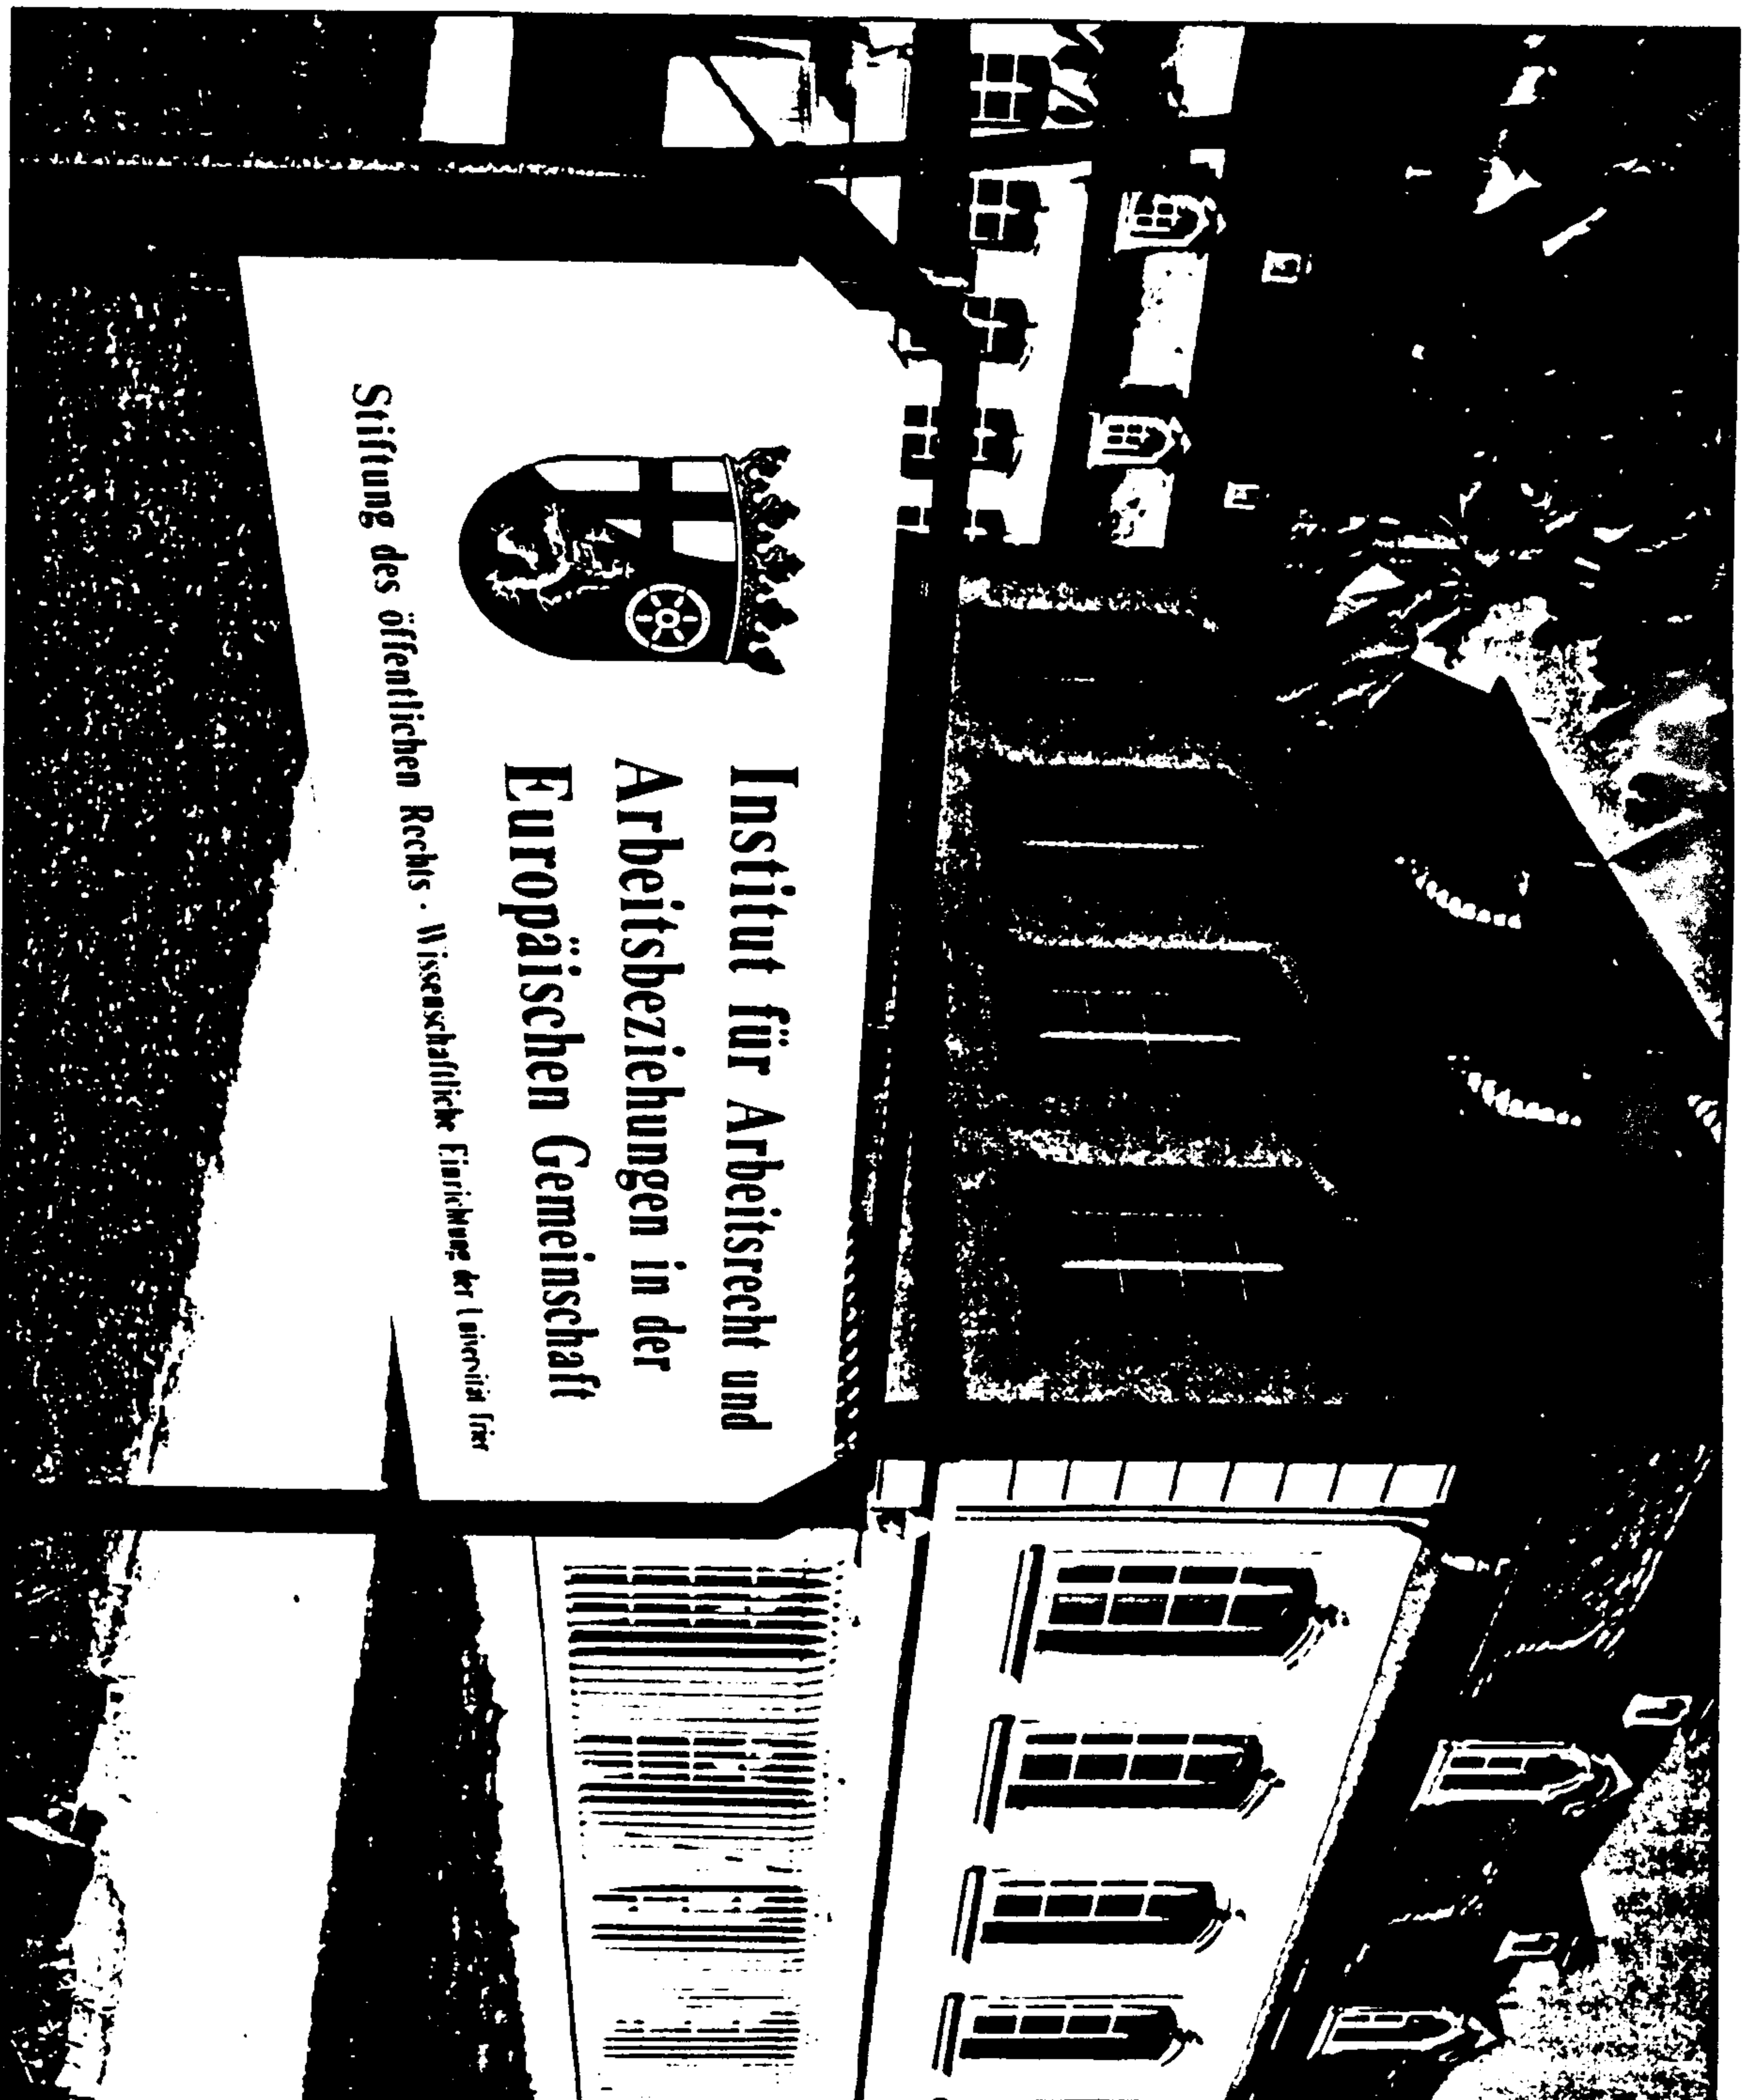 Institut für Arbeitsrecht und
Arbeitsbeziehungen in der
Europäischen Gemeinschaft
Stiftung des öffentlichen Rechts · Wissenschaftliche Einrichtung der Universität Trier